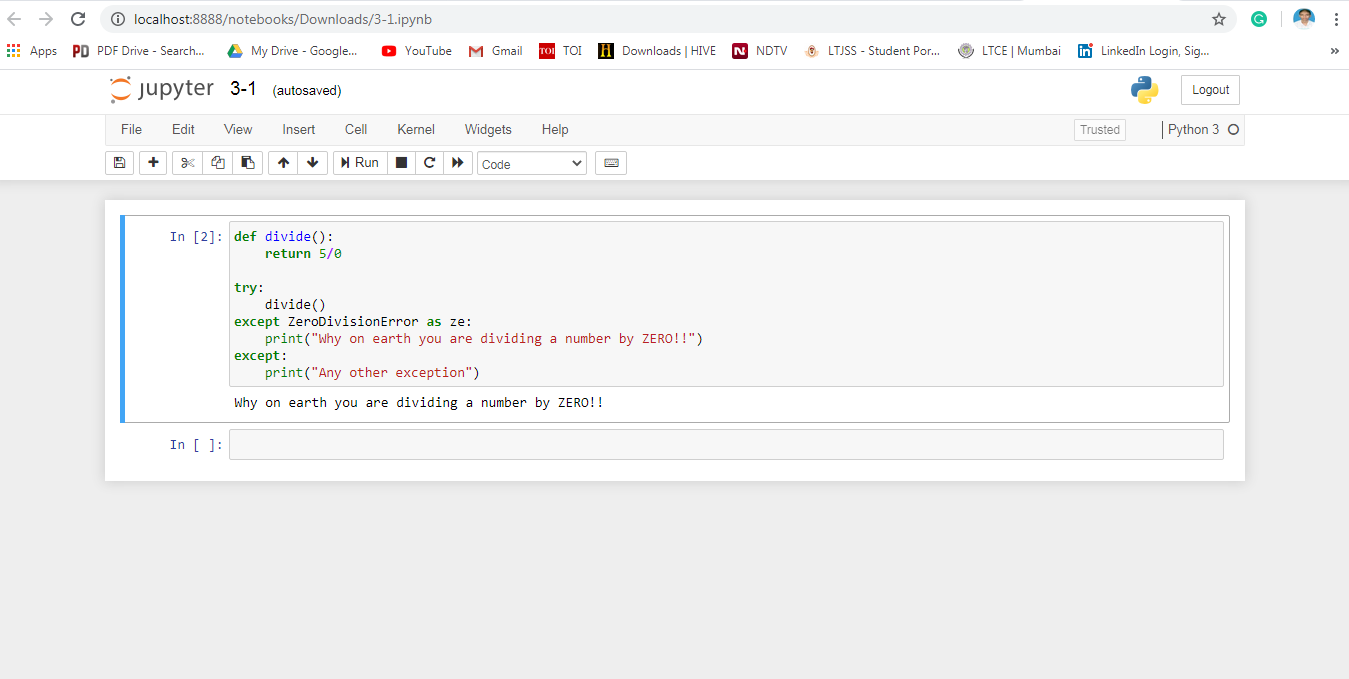 localhost:8888/notebooks/Downloads/3-1.ipynb
Apps PD PDF Drive - Search... My Drive - Google... YouTube Gmail TOI TOI H Downloads | HIVE N NDTV LTJSS - Student Por... LTCE | Mumbai in LinkedIn Login, Sig... »
jupyter 3-1 (autosaved) Logout
File Edit View Insert Cell Kernel Widgets Help Trusted Python 3
Run Code
In [2]: def divide():
    return 5/0
try:
    divide()
except ZeroDivisionError as ze:
    print("Why on earth you are dividing a number by ZERO!!")
except:
    print("Any other exception")
Why on earth you are dividing a number by ZERO!!
In [ ]: